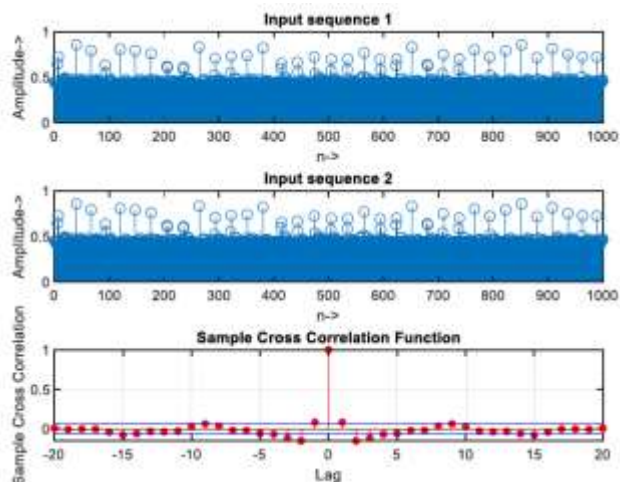 Input sequence 1
Amplitude->
1
0.5
0
0 100 200 300 400 500 600 700 800 900 1000
n->
Input sequence 2
Amplitude->
1
0.5
0
0 100 200 300 400 500 600 700 800 900 1000
n->
Sample Cross Correlation Function
Sample Cross Correlation
1
0.5
0
-20 -15 -10 -5 0 5 10 15 20
Lag